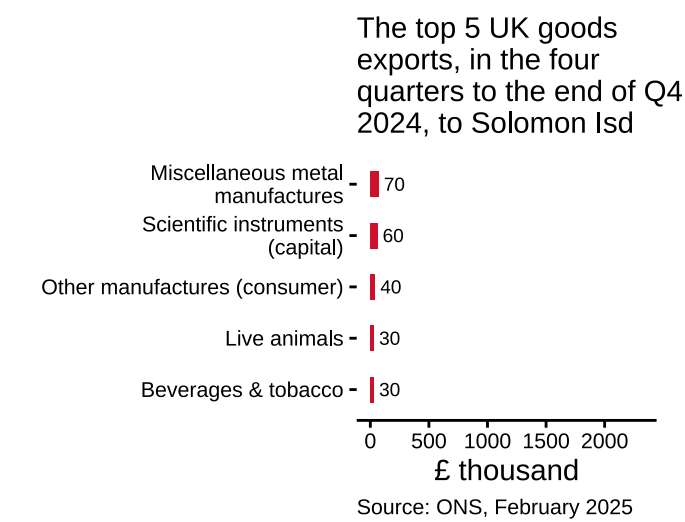 The top 5 UK goods
exports, in the four
quarters to the end of Q4
2024, to Solomon Isd
Miscellaneous metal
manufactures
70
Scientific instruments
(capital)
60
Other manufactures (consumer)
40
Live animals
30
Beverages & tobacco
30
0 500 1000 1500 2000
£ thousand
Source: ONS, February 2025